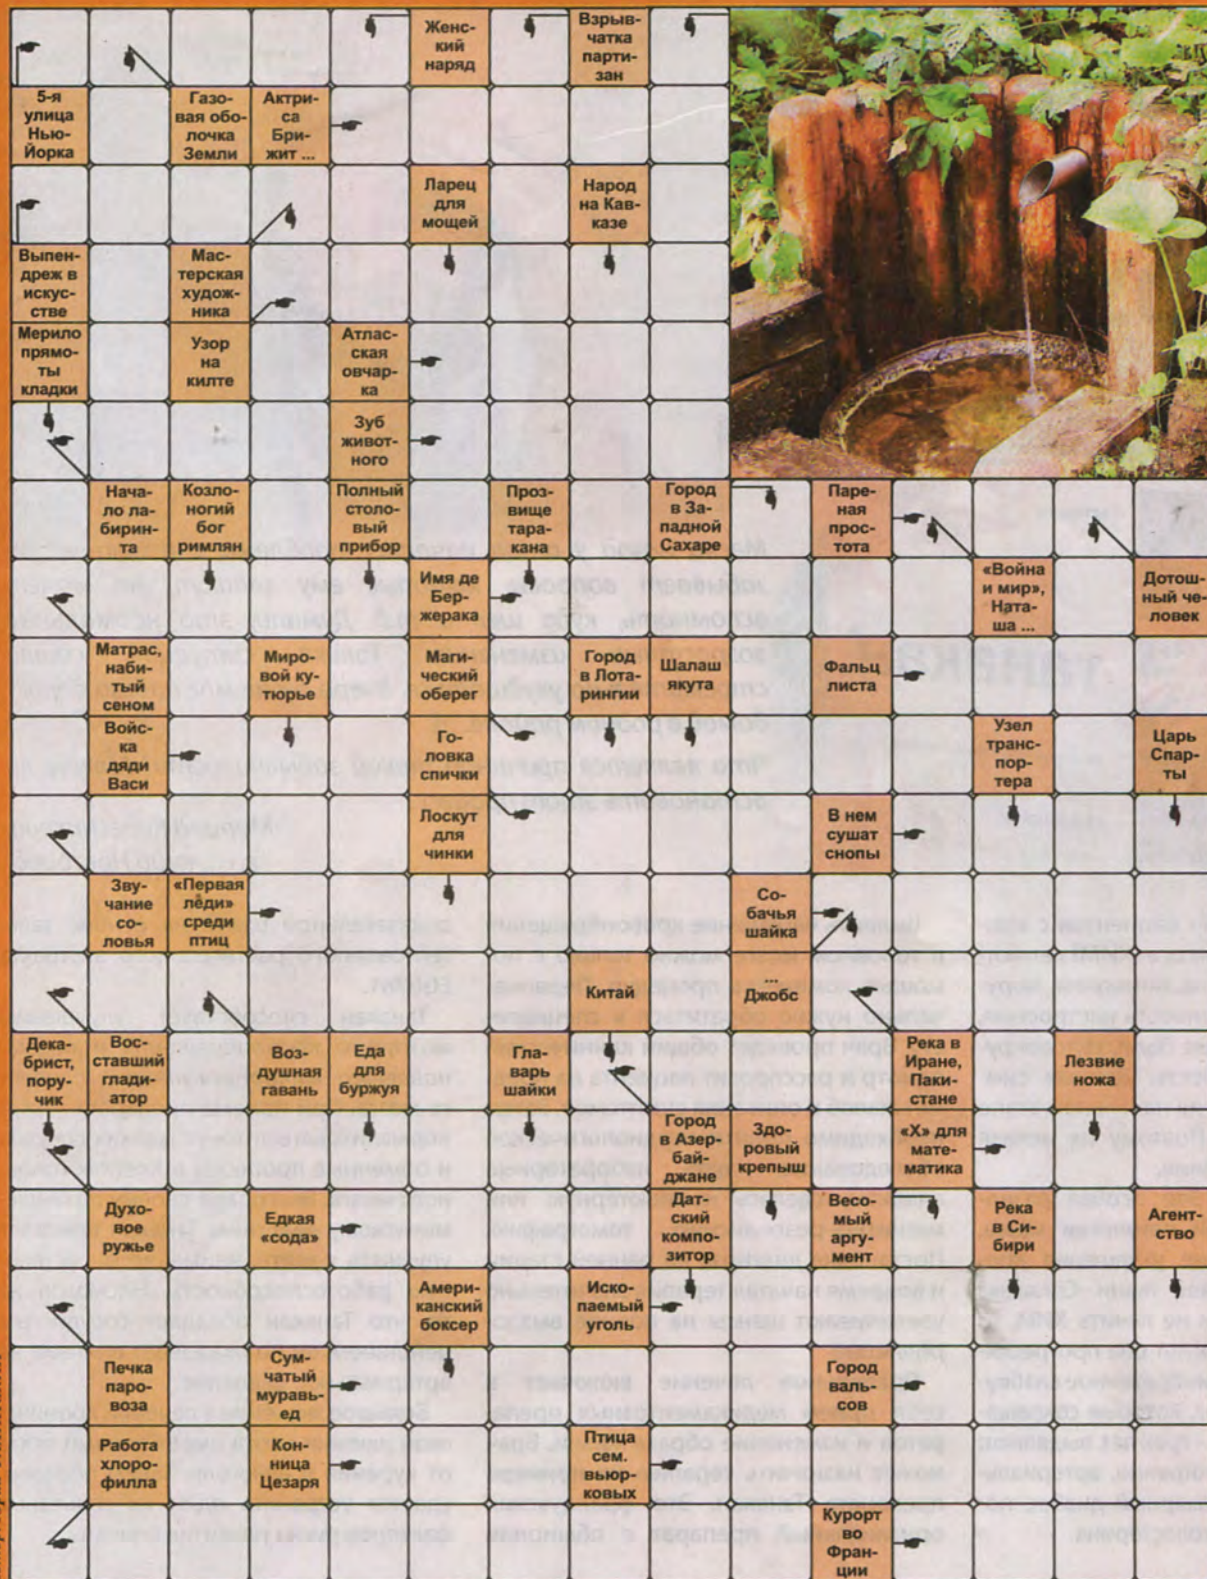 Женс-
кий
наряд
Взрыв-
чатка
парти-
зан
5-я
улица
Нью-
Йорка
Газо-
вая обо-
лочка
Земли
Актри-
са
Бри-
жит ...
Ларец
для
мощей
Народ
на Кав-
казе
Выпен-
дреж в
искус-
стве
Мас-
терская
худож-
ника
Мерило
прямо-
ты
кладки
Узор
на
килте
Атлас-
ская
овчар-
ка
Зуб
живот-
ного
Нача-
ло ла-
бирин-
та
Козло-
ногий
бог
римлян
Полный
столо-
вый
прибор
Проз-
вище
тара-
кана
Город
в За-
падной
Сахаре
Паре-
ная
прос-
тота
Имя де
Бер-
жерака
«Война
и мир»,
Ната-
ша ...
Дотош-
ный че-
ловек
Матрас,
наби-
тый
сеном
Миро-
вой ку-
тюрье
Маги-
ческий
оберег
Город
в Лота-
рингии
Шалаш
якута
Фальц
листа
Войс-
ка
дяди
Васи
Го-
ловка
спички
Узел
транс-
пор-
тера
Царь
Спар-
ты
Лоскут
для
чинки
В нем
сушат
снопы
Зву-
чание
со-
ловья
«Первая
леди»
среди
птиц
Со-
бачья
шайка
Китай
...
Джобс
Дека-
брист,
пору-
чик
Вос-
ставший
гладиа-
тор
Воз-
душная
гавань
Еда
для
буржуя
Гла-
варь
шайки
Река в
Иране,
Паки-
стане
Лезвие
ножа
Город
в Азер-
бай-
джане
Здо-
ровый
крепыш
«X» для
мате-
матика
Духо-
вое
ружье
Едкая
«сода»
Дат-
ский
компо-
зитор
Весо-
мый
аргу-
мент
Река
в Си-
бири
Агент-
ство
Амери-
канский
боксер
Иско-
паемый
уголь
Печка
паро-
воза
Сум-
чатый
муравь-
ед
Город
валь-
сов
Работа
хлоро-
филла
Кон-
ница
Цезаря
Птица
сем.
вьюр-
ковых
Курорт
во
Фран-
ции